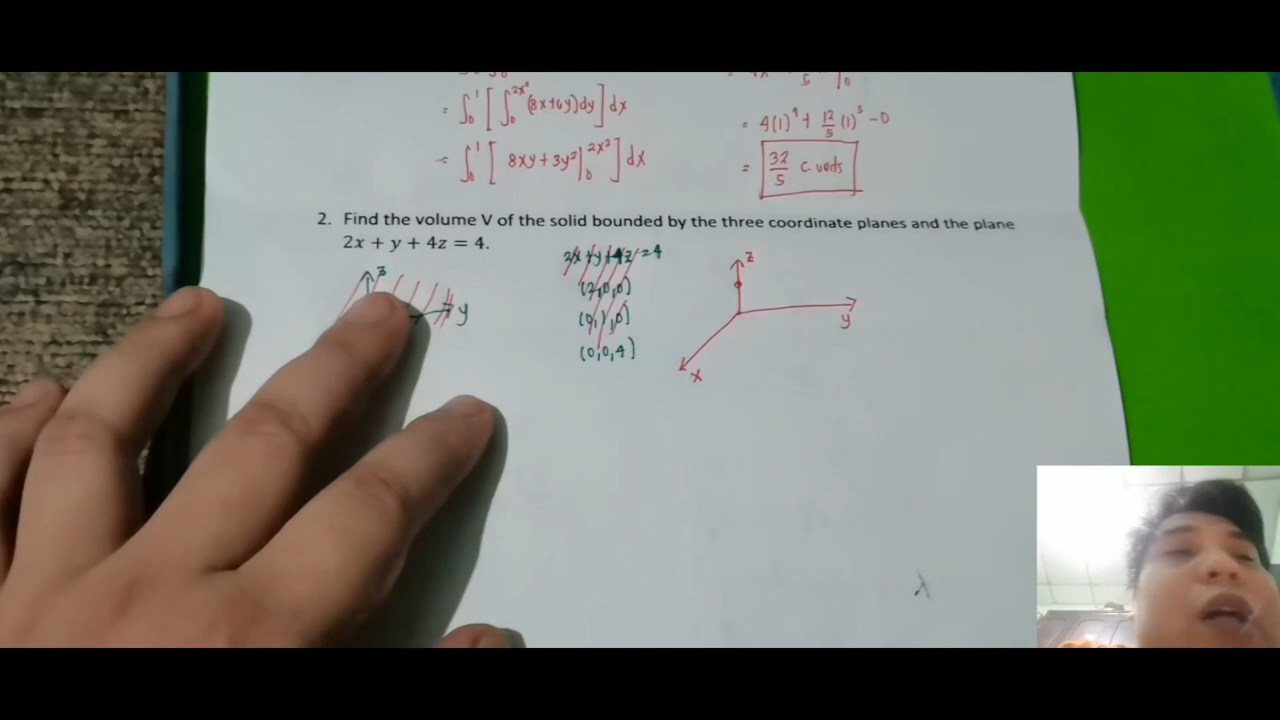 = ∫₀¹ [ ∫₀^{2x²} (8x+6y)dy ] dx
= ∫₀¹ [ 8xy + 3y² |₀^{2x²} ] dx
= 4(1)⁴ + 12/5 (1)⁵ - 0
= 32/5 c. units
2. Find the volume V of the solid bounded by the three coordinate planes and the plane
2x + y + 4z = 4.
z
y
2x + y + 4z = 4
(2,0,0)
(0,1,0)
(0,0,4)
z
y
x